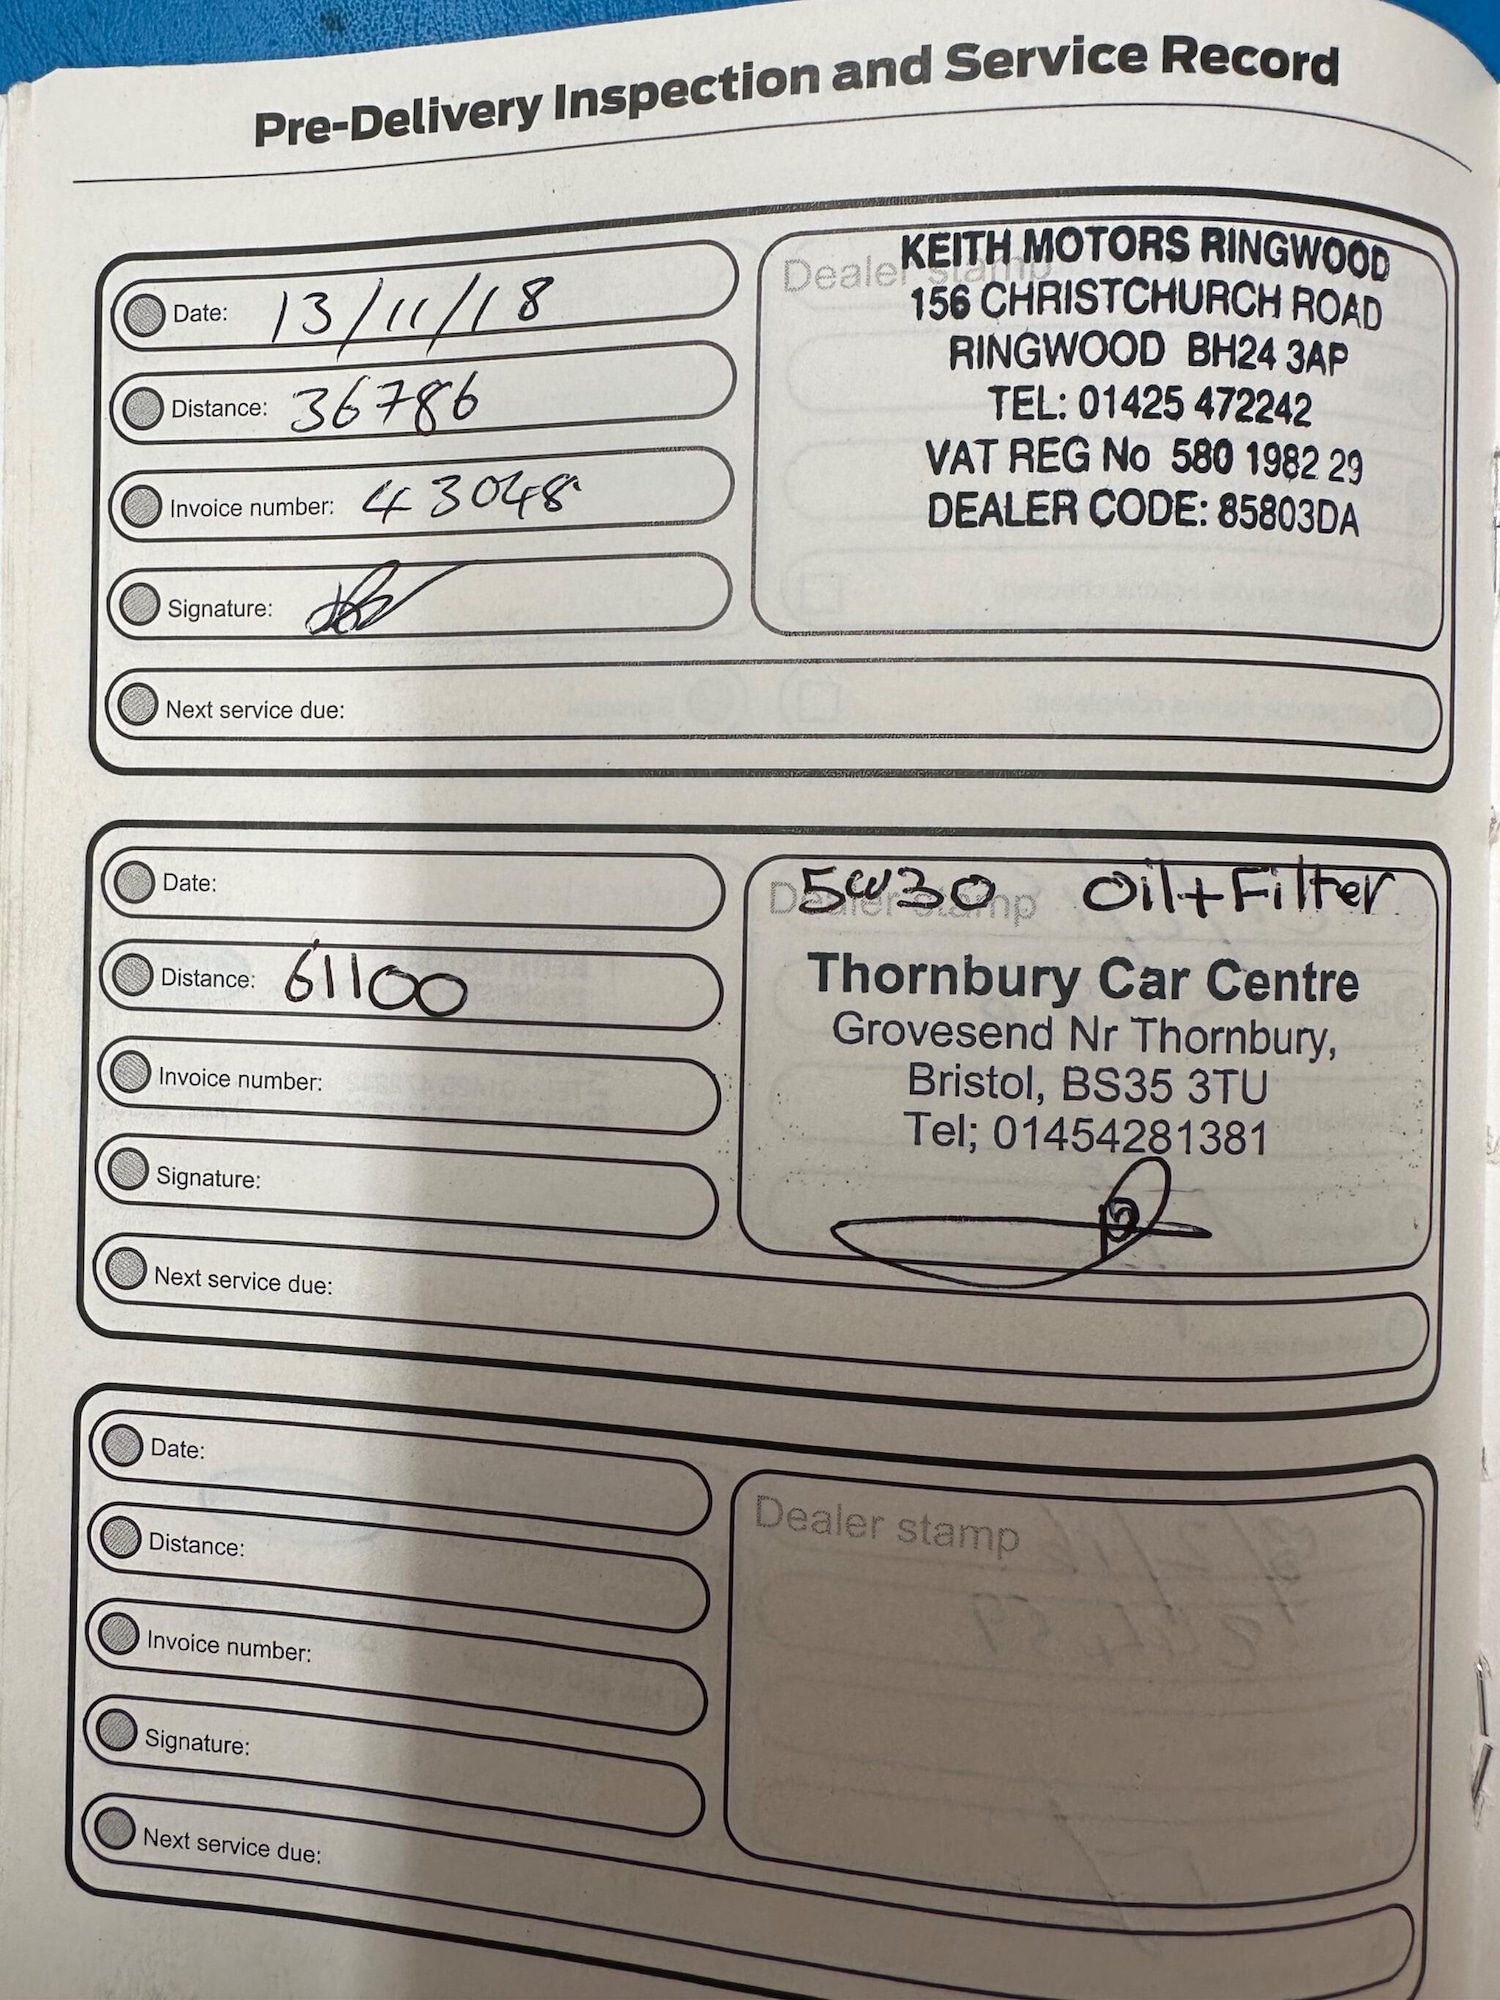 Pre-Delivery Inspection and Service Record
Date: 13/11/18
Distance: 36786
Invoice number: 43048
Signature:
Next service due:
Dealer stamp
KEITH MOTORS RINGWOOD
156 CHRISTCHURCH ROAD
RINGWOOD BH24 3AP
TEL: 01425 472242
VAT REG No 580 1982 29
DEALER CODE: 85803DA
Date:
Distance: 61100
Invoice number:
Signature:
Next service due:
Dealer stamp
5W30 Oil+Filter
Thornbury Car Centre
Grovesend Nr Thornbury,
Bristol, BS35 3TU
Tel; 01454281381
Date:
Distance:
Invoice number:
Signature:
Next service due:
Dealer stamp